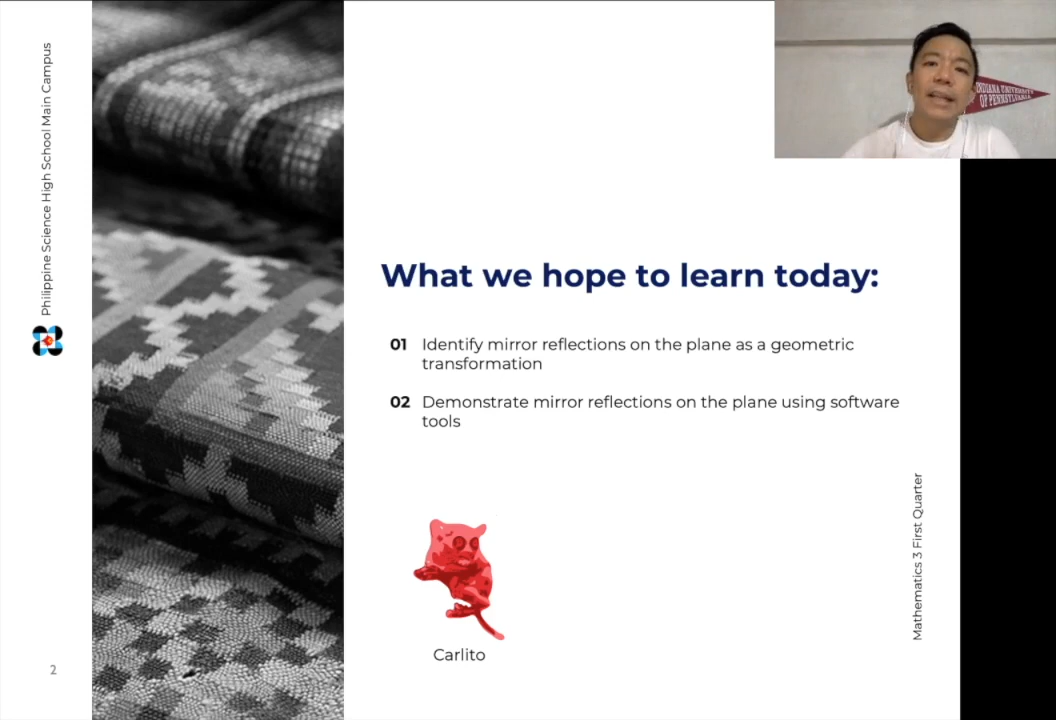 Philippine Science High School Main Campus
INDIANA UNIVERSITY
OF PENNSYLVANIA
What we hope to learn today:
01 Identify mirror reflections on the plane as a geometric
transformation
02 Demonstrate mirror reflections on the plane using software
tools
Mathematics 3 First Quarter
Carlito
2